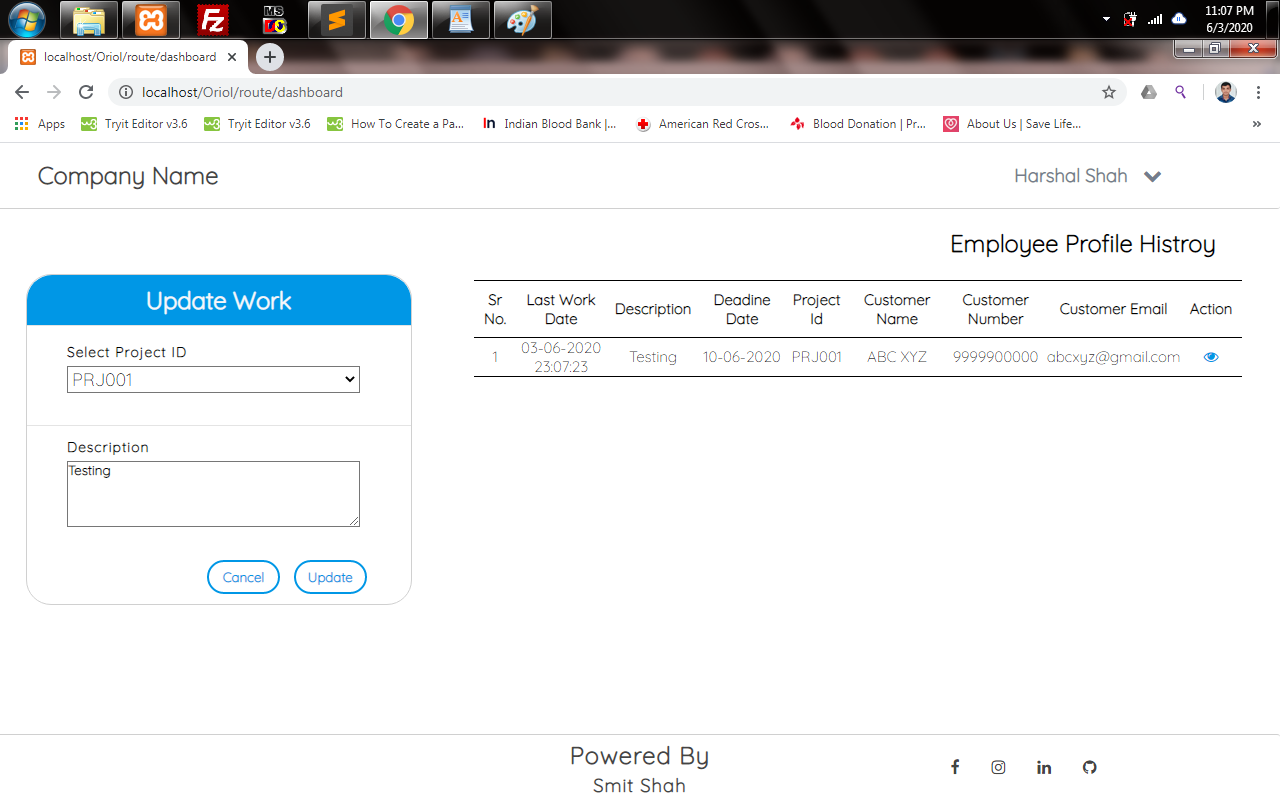 MS
Fz
11:07 PM
6/3/2020
localhost/Oriol/route/dashboard
localhost/Oriol/route/dashboard
Apps
Tryit Editor v3.6
Tryit Editor v3.6
How To Create a Pa...
In Indian Blood Bank |...
American Red Cros...
Blood Donation | Pr...
About Us | Save Life...
Company Name
Harshal Shah
Employee Profile Histroy
Update Work
Select Project ID
PRJ001
Description
Testing
Cancel Update
Sr No. Last Work Date Description Deadine Date Project Id Customer Name Customer Number Customer Email Action
1 03-06-2020 23:07:23 Testing 10-06-2020 PRJ001 ABC XYZ 9999900000 abcxyz@gmail.com
Powered By
Smit Shah